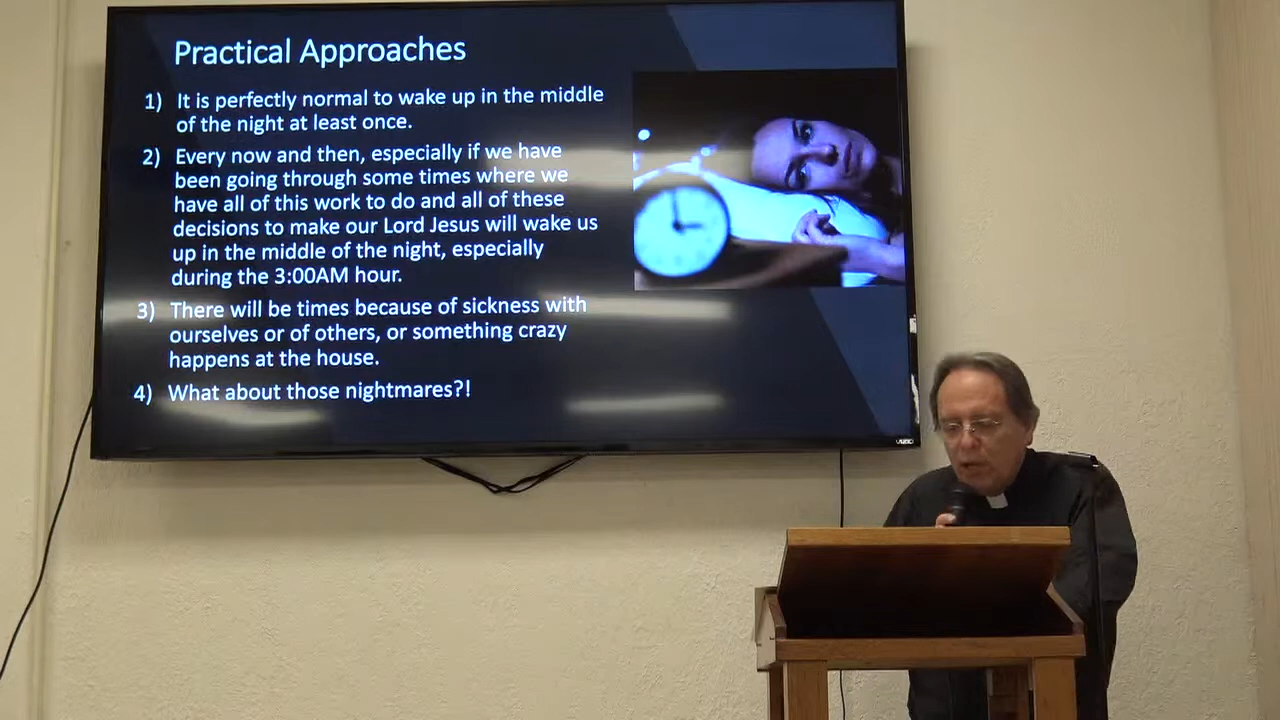 Practical Approaches
1) It is perfectly normal to wake up in the middle
of the night at least once.
2) Every now and then, especially if we have
been going through some times where we
have all of this work to do and all of these
decisions to make our Lord Jesus will wake us
up in the middle of the night, especially
during the 3:00AM hour.
3) There will be times because of sickness with
ourselves or of others, or something crazy
happens at the house.
4) What about those nightmares?!
VIZIO